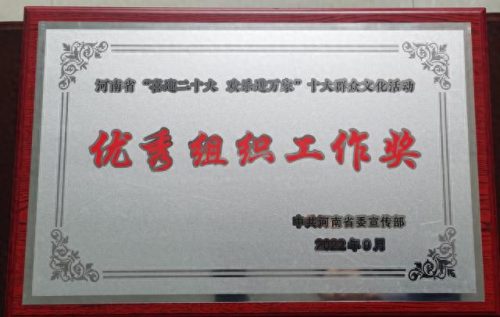 河南省“喜迎二十大 欢乐进万家”十大群众文化活动
优秀组织工作奖
中共河南省委宣传部
2022年9月